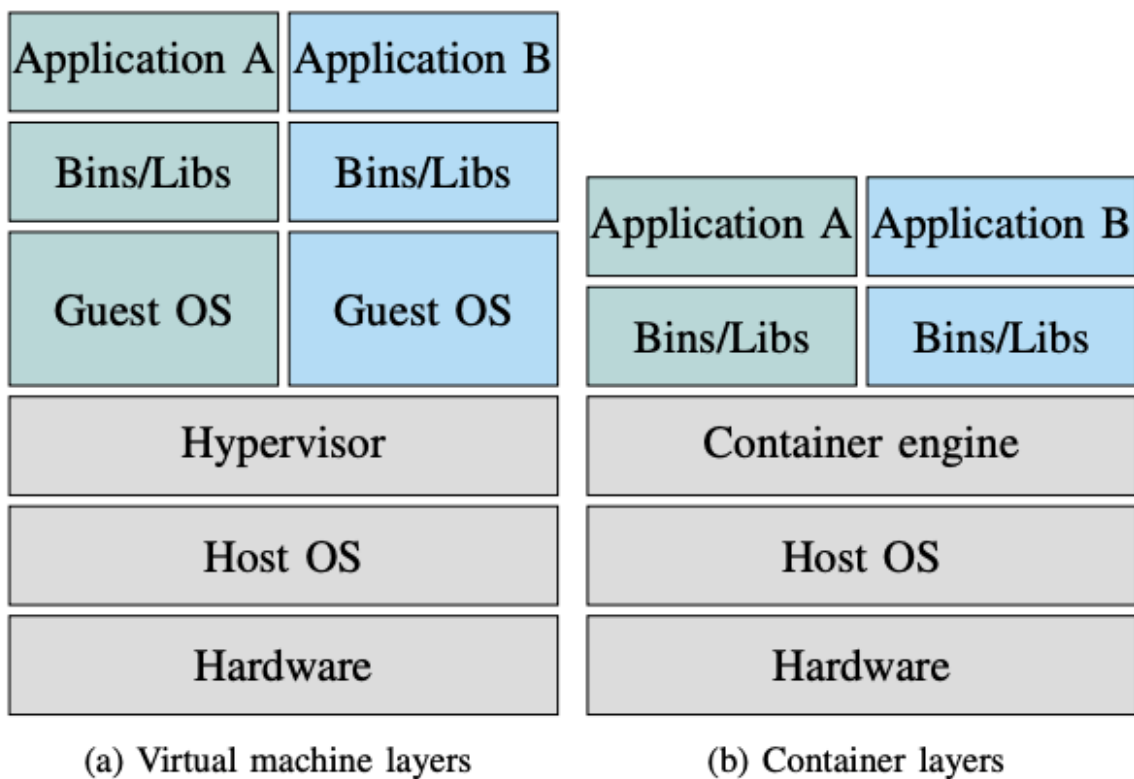 Application A
Application B
Bins/Libs
Bins/Libs
Guest OS
Guest OS
Hypervisor
Host OS
Hardware
(a) Virtual machine layers
Application A
Application B
Bins/Libs
Bins/Libs
Container engine
Host OS
Hardware
(b) Container layers